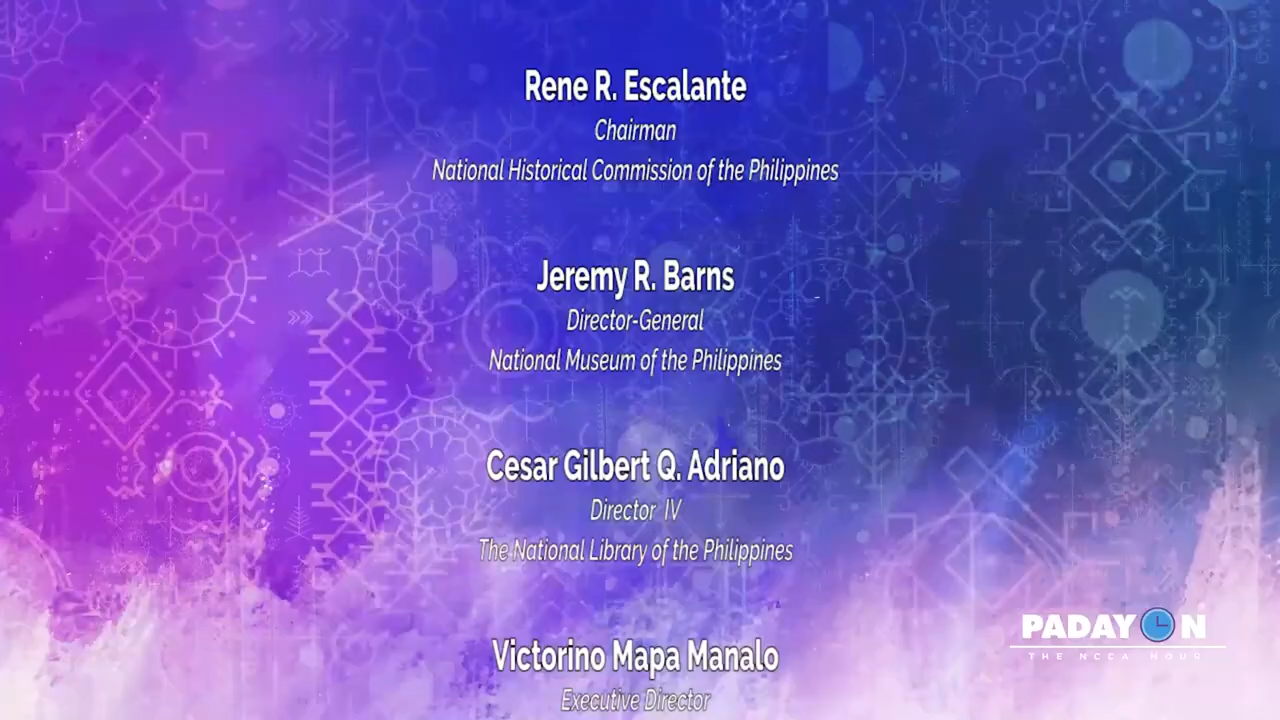 Rene R. Escalante
Chairman
National Historical Commission of the Philippines
Jeremy R. Barns
Director-General
National Museum of the Philippines
Cesar Gilbert Q. Adriano
Director IV
The National Library of the Philippines
Victorino Mapa Manalo
Executive Director
PADAYON
THE NCCA HOUR